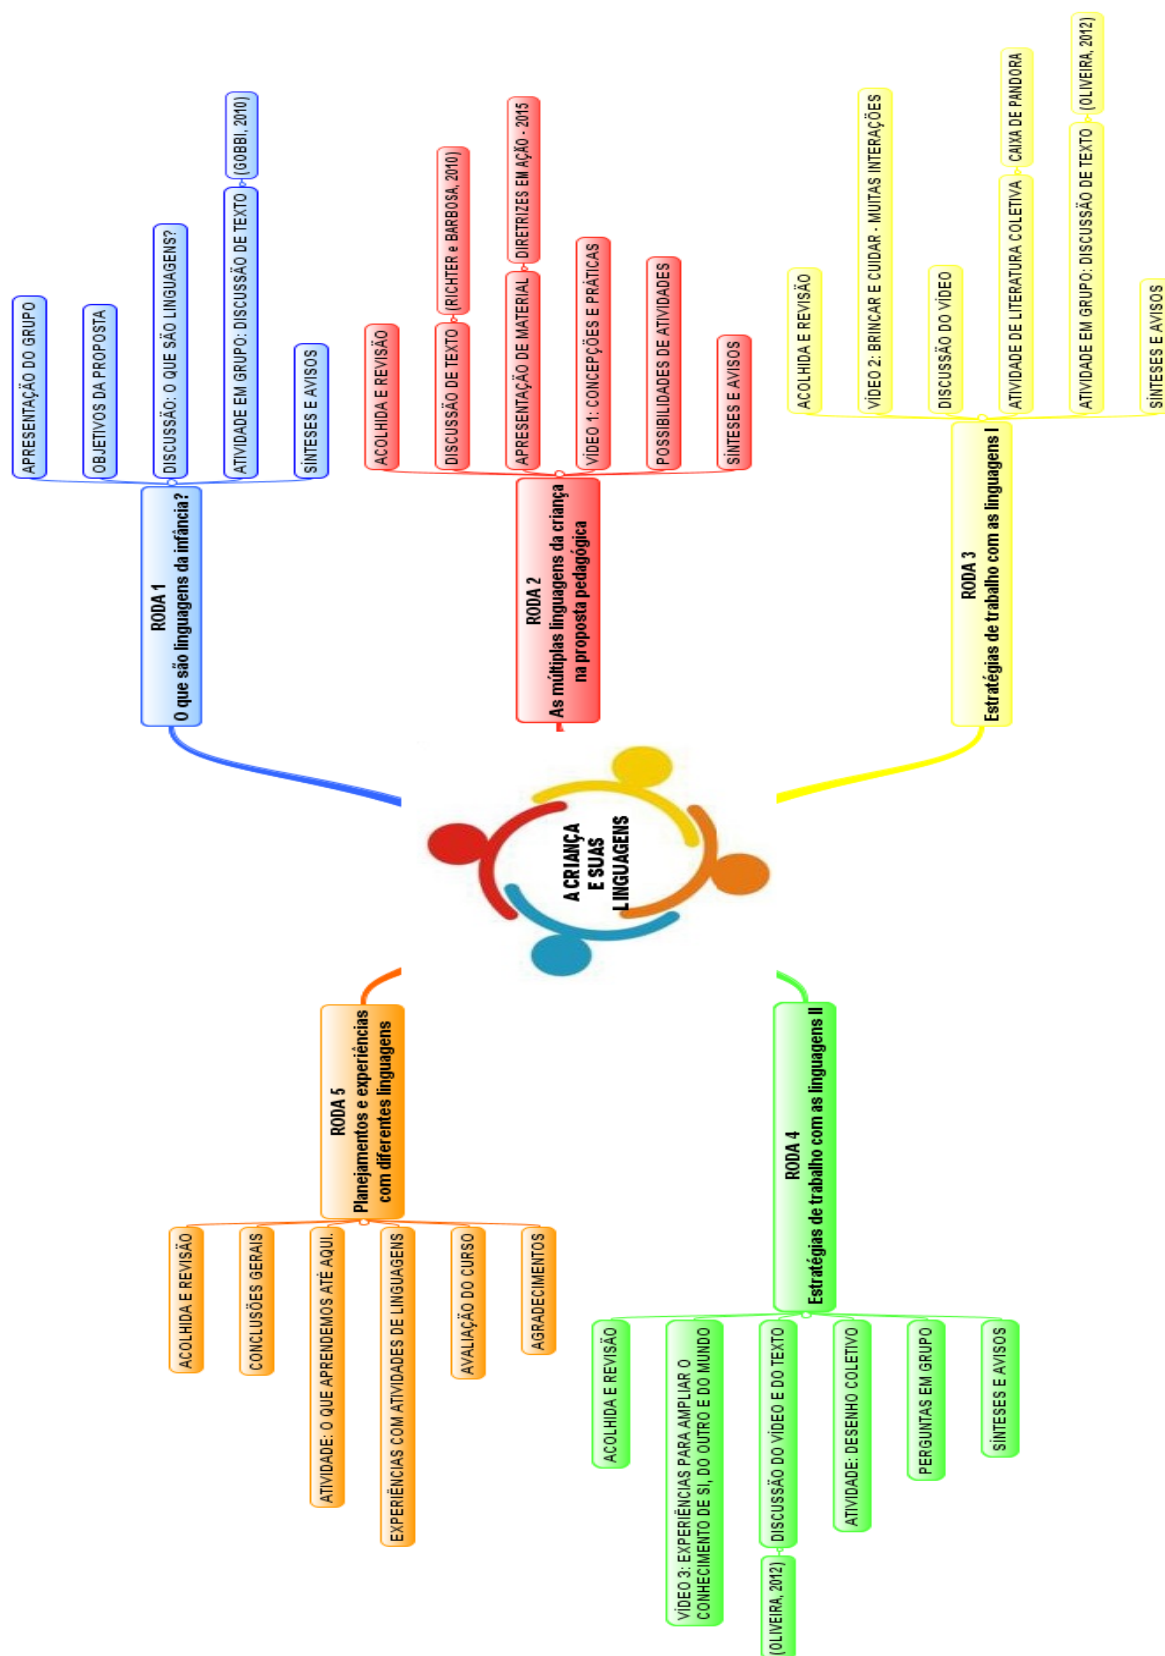 A CRIANÇA
E SUAS
LINGUAGENS
RODA 1
O que são linguagens da infância?
APRESENTAÇÃO DO GRUPO
OBJETIVOS DA PROPOSTA
DISCUSSÃO: O QUE SÃO LINGUAGENS?
ATIVIDADE EM GRUPO: DISCUSSÃO DE TEXTO
(GOBBI, 2010)
SÍNTESES E AVISOS
RODA 2
As múltiplas linguagens da criança
na proposta pedagógica
ACOLHIDA E REVISÃO
DISCUSSÃO DE TEXTO
(RICHTER e BARBOSA, 2010)
APRESENTAÇÃO DE MATERIAL
DIRETRIZES EM AÇÃO - 2015
VÍDEO 1: CONCEPÇÕES E PRÁTICAS
POSSIBILIDADES DE ATIVIDADES
SÍNTESES E AVISOS
RODA 3
Estratégias de trabalho com as linguagens I
ACOLHIDA E REVISÃO
VÍDEO 2: BRINCAR E CUIDAR - MUITAS INTERAÇÕES
DISCUSSÃO DO VÍDEO
ATIVIDADE DE LITERATURA COLETIVA
CAIXA DE PANDORA
ATIVIDADE EM GRUPO: DISCUSSÃO DE TEXTO
(OLIVEIRA, 2012)
SÍNTESES E AVISOS
RODA 4
Estratégias de trabalho com as linguagens II
ACOLHIDA E REVISÃO
VÍDEO 3: EXPERIÊNCIAS PARA AMPLIAR O
CONHECIMENTO DE SI, DO OUTRO E DO MUNDO
DISCUSSÃO DO VÍDEO E DO TEXTO
(OLIVEIRA, 2012)
ATIVIDADE: DESENHO COLETIVO
PERGUNTAS EM GRUPO
SÍNTESES E AVISOS
RODA 5
Planejamentos e experiências
com diferentes linguagens
ACOLHIDA E REVISÃO
CONCLUSÕES GERAIS
ATIVIDADE: O QUE APRENDEMOS ATÉ AQUI.
EXPERIÊNCIAS COM ATIVIDADES DE LINGUAGENS
AVALIAÇÃO DO CURSO
AGRADECIMENTOS